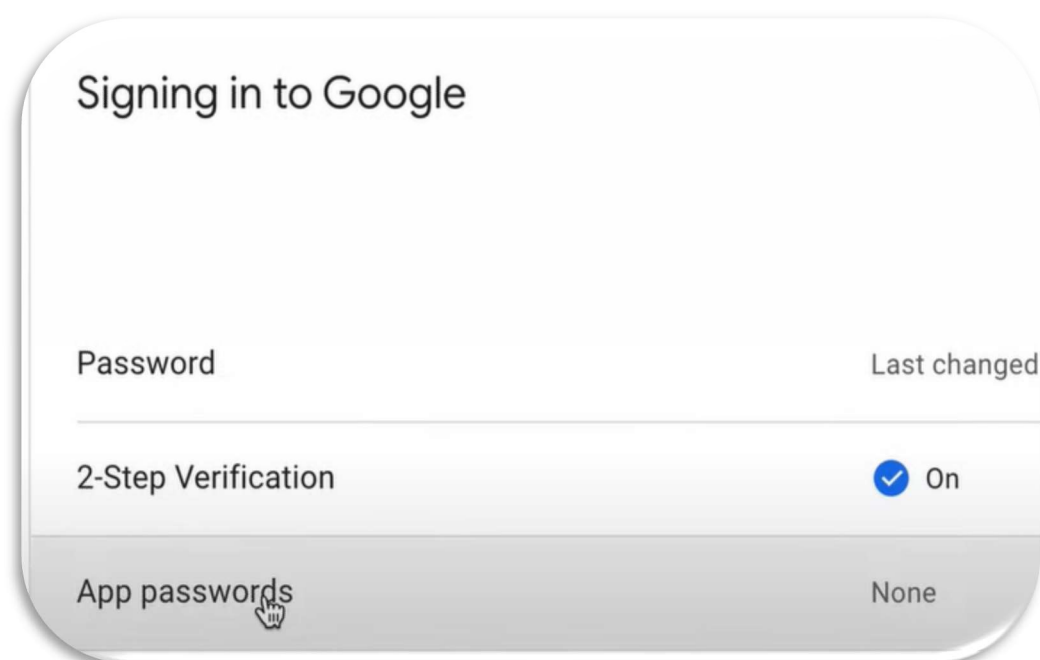 Signing in to Google
Password Last changed
2-Step Verification On
App passwords None